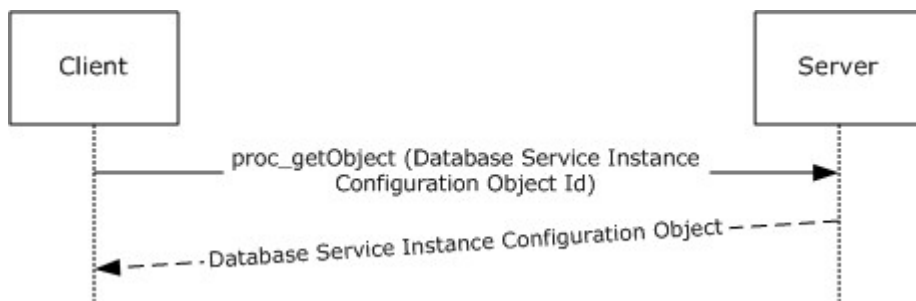 Client
Server
proc_getObject (Database Service Instance
Configuration Object Id)
Database Service Instance Configuration Object